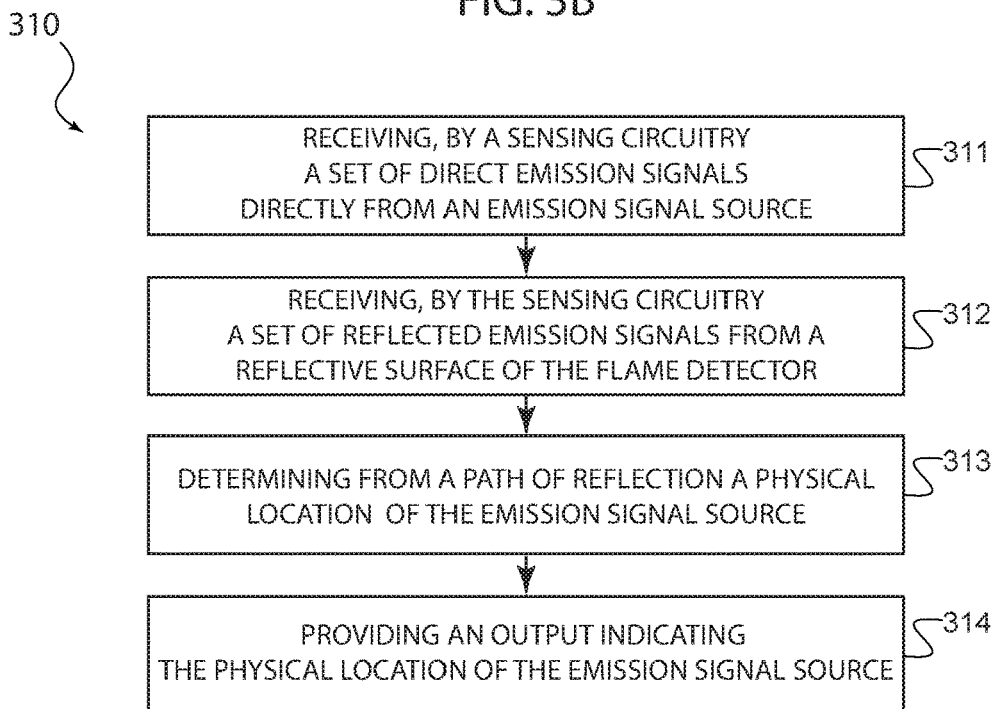 FIG. 3B
310
RECEIVING, BY A SENSING CIRCUITRY
A SET OF DIRECT EMISSION SIGNALS
DIRECTLY FROM AN EMISSION SIGNAL SOURCE
311
RECEIVING, BY THE SENSING CIRCUITRY
A SET OF REFLECTED EMISSION SIGNALS FROM A
REFLECTIVE SURFACE OF THE FLAME DETECTOR
312
DETERMINING FROM A PATH OF REFLECTION A PHYSICAL
LOCATION OF THE EMISSION SIGNAL SOURCE
313
PROVIDING AN OUTPUT INDICATING
THE PHYSICAL LOCATION OF THE EMISSION SIGNAL SOURCE
314